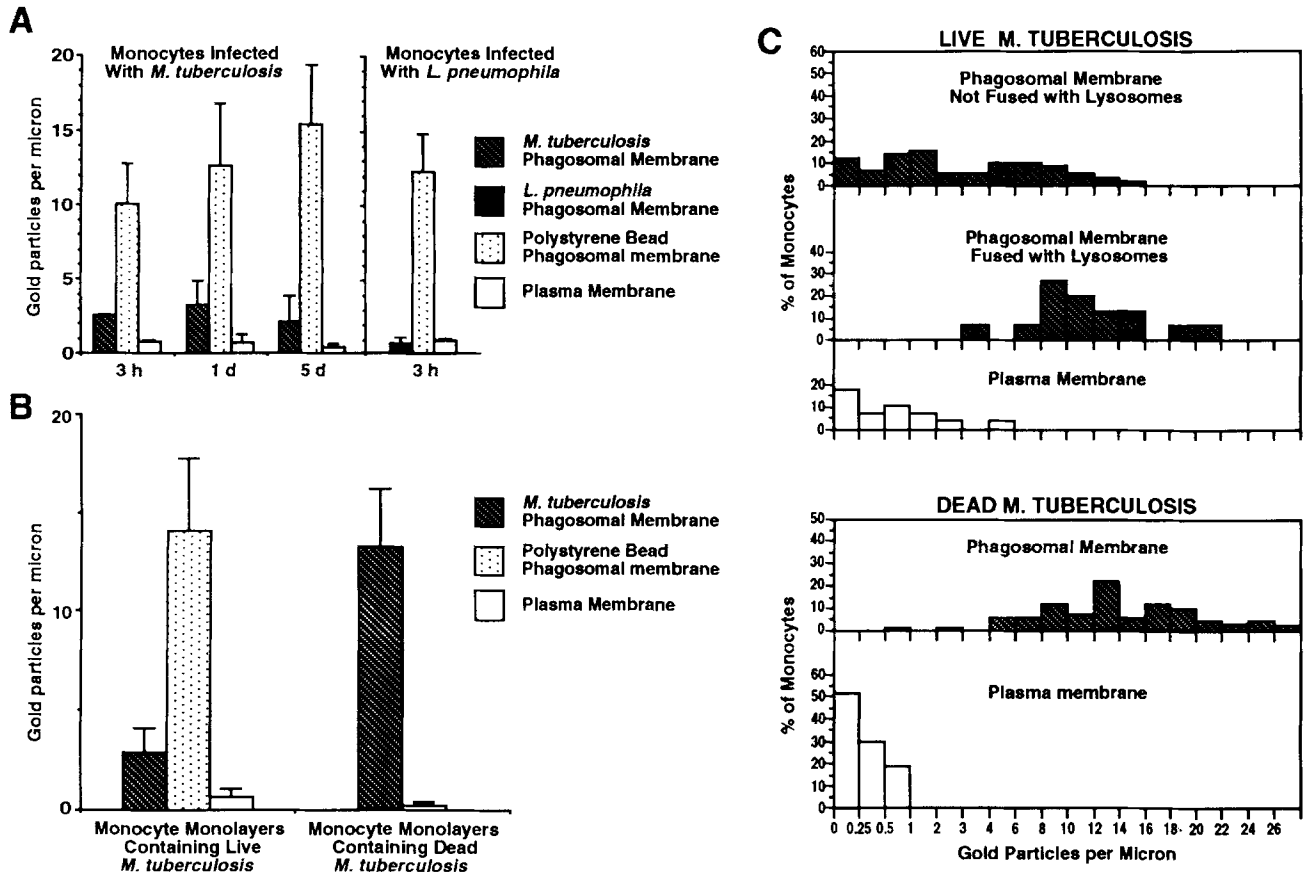 A
Monocytes Infected
With M. tuberculosis
Monocytes Infected
With L. pneumophila
Gold particles per micron
20
15
10
5
0
3 h
1 d
5 d
3 h
M. tuberculosis
Phagosomal Membrane
L. pneumophila
Phagosomal Membrane
Polystyrene Bead
Phagosomal membrane
Plasma Membrane
B
Gold particles per micron
20
10
0
Monocyte Monolayers
Containing Live
M. tuberculosis
Monocyte Monolayers
Containing Dead
M. tuberculosis
M. tuberculosis
Phagosomal Membrane
Polystyrene Bead
Phagosomal membrane
Plasma Membrane
C
LIVE M. TUBERCULOSIS
% of Monocytes
60
50
40
30
20
10
0
Phagosomal Membrane
Not Fused with Lysosomes
40
30
20
10
0
Phagosomal Membrane
Fused with Lysosomes
20
10
0
Plasma Membrane
DEAD M. TUBERCULOSIS
% of Monocytes
50
40
30
20
10
0
Phagosomal Membrane
60
50
40
30
20
10
0
Plasma membrane
0 0.25 0.5 1 2 3 4 6 8 10 12 14 16 18 20 22 24 26
Gold Particles per Micron